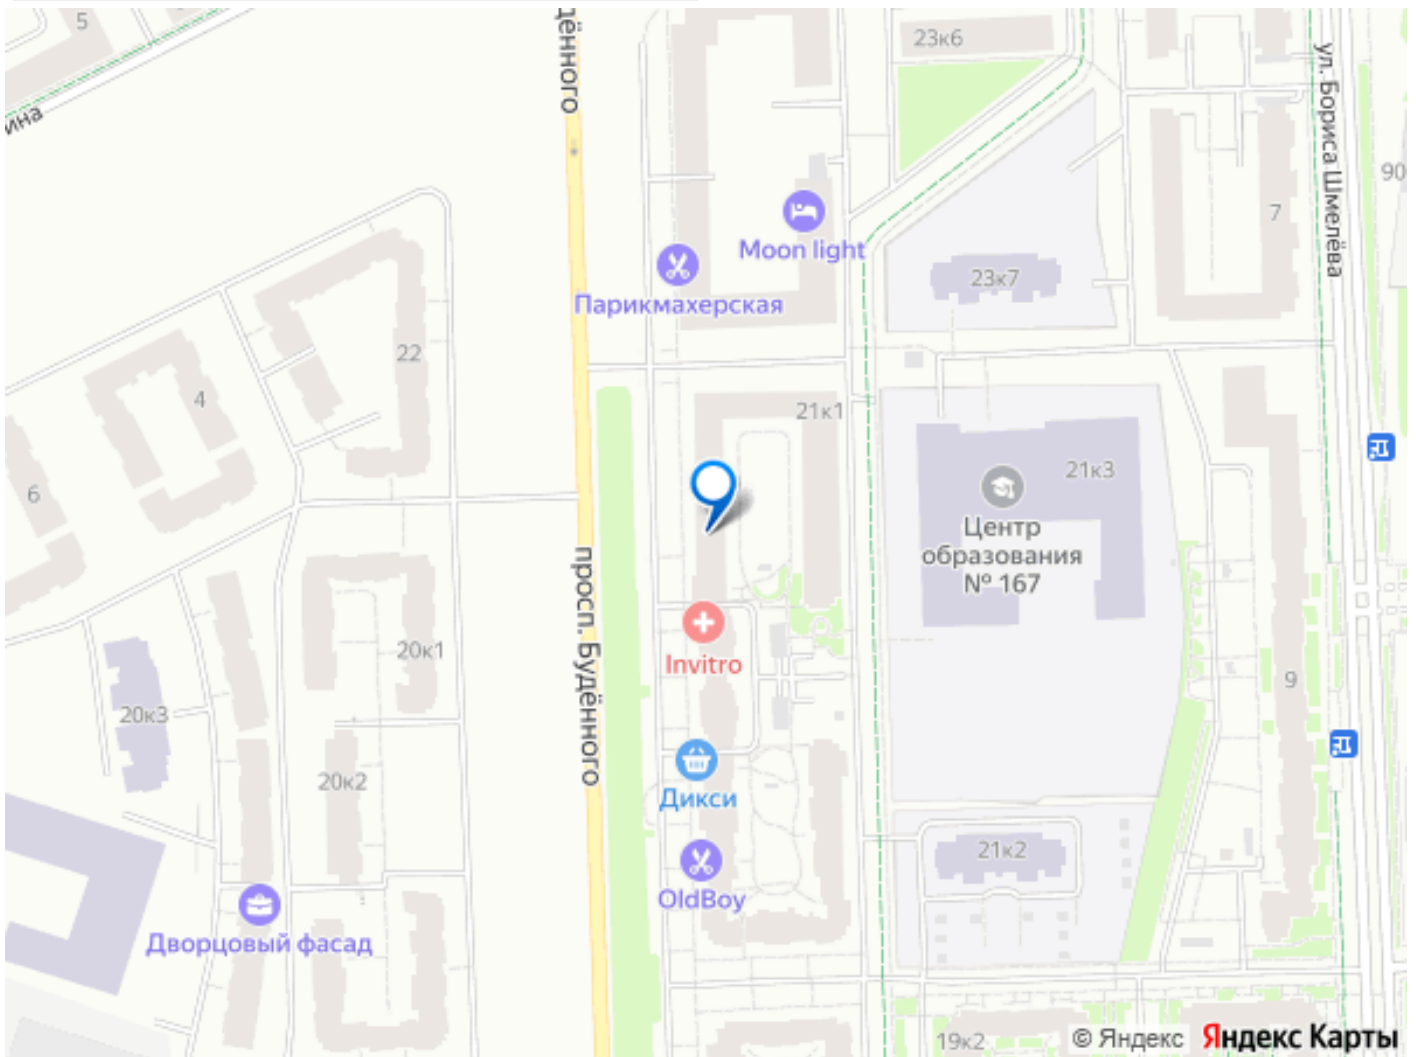 5
дённого
23к6
ул. Бориса Шмелёва
ина
90
7
Moon light
23к7
Парикмахерская
22
4
21к1
6
21к3
Центр
образования
№ 167
просп. Будённого
20к1
Invitro
9
20к3
20к2
Дикси
21к2
OldBoy
Дворцовый фасад
19к2
© Яндекс Яндекс Карты